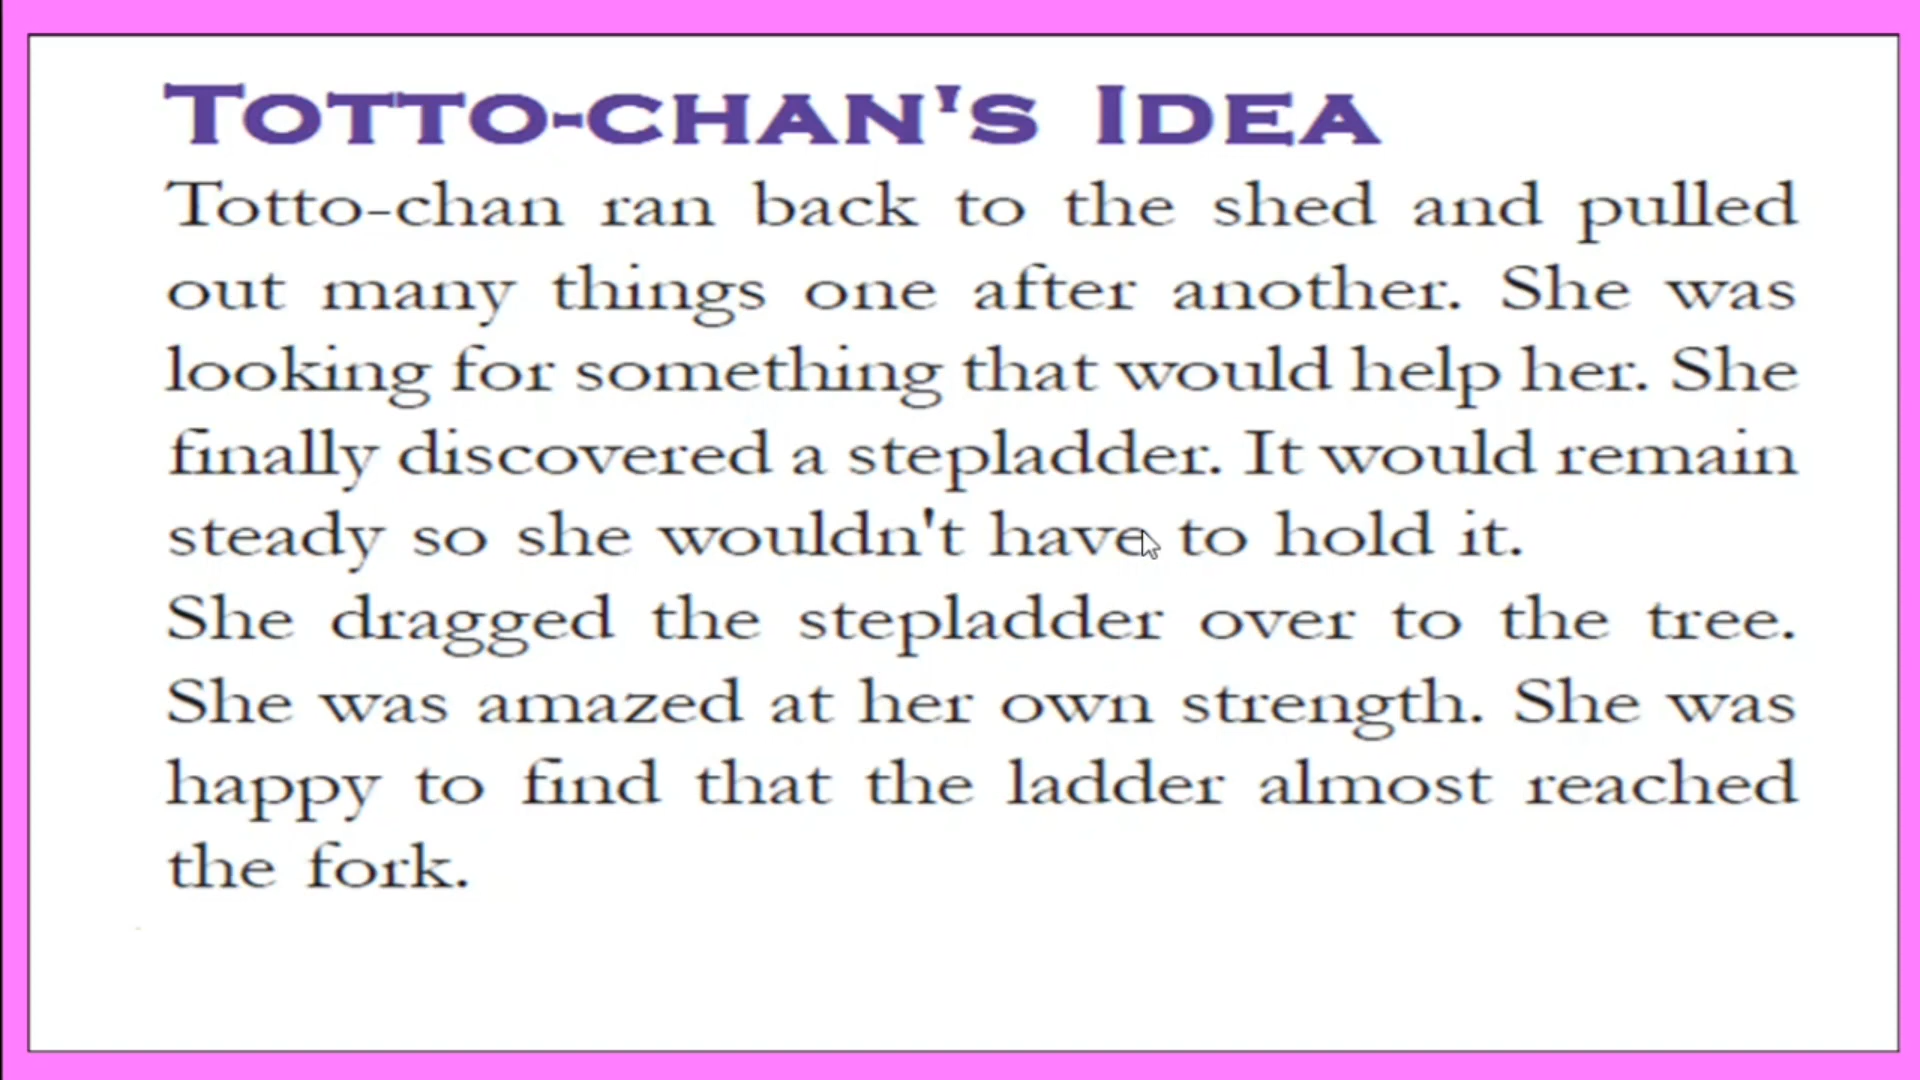 TOTTO-CHAN'S IDEA
Totto-chan ran back to the shed and pulled
out many things one after another. She was
looking for something that would help her. She
finally discovered a stepladder. It would remain
steady so she wouldn't have to hold it.
She dragged the stepladder over to the tree.
She was amazed at her own strength. She was
happy to find that the ladder almost reached
the fork.